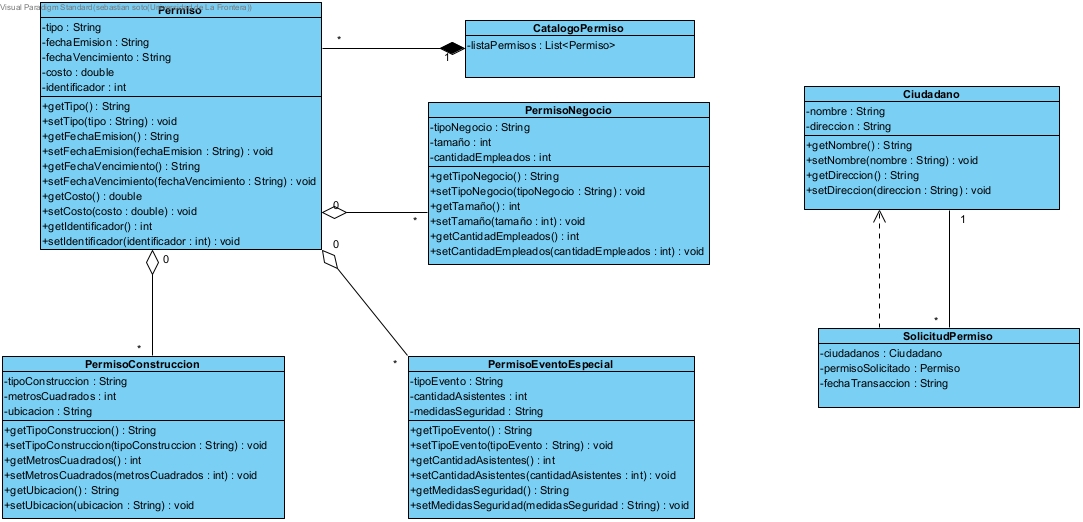 Visual Paradigm Standard(sebastian soto(Universidad de La Frontera))
Permiso
-tipo : String
-fechaEmision : String
-fechaVencimiento : String
-costo : double
-identificador : int
+getTipo() : String
+setTipo(tipo : String) : void
+getFechaEmision() : String
+setFechaEmision(fechaEmision : String) : void
+getFechaVencimiento() : String
+setFechaVencimiento(fechaVencimiento : String) : void
+getCosto() : double
+setCosto(costo : double) : void
+getIdentificador() : int
+setIdentificador(identificador : int) : void
*
1
CatalogoPermiso
-listaPermisos : List<Permiso>
PermisoNegocio
-tipoNegocio : String
-tamaño : int
-cantidadEmpleados : int
+getTipoNegocio() : String
+setTipoNegocio(tipoNegocio : String) : void
+getTamaño() : int
+setTamaño(tamaño : int) : void
+getCantidadEmpleados() : int
+setCantidadEmpleados(cantidadEmpleados : int) : void
0
*
0
*
0
*
Ciudadano
-nombre : String
-direccion : String
+getNombre() : String
+setNombre(nombre : String) : void
+getDireccion() : String
+setDireccion(direccion : String) : void
1
*
SolicitudPermiso
-ciudadanos : Ciudadano
-permisoSolicitado : Permiso
-fechaTransaccion : String
PermisoConstruccion
-tipoConstruccion : String
-metrosCuadrados : int
-ubicacion : String
+getTipoConstruccion() : String
+setTipoConstruccion(tipoConstruccion : String) : void
+getMetrosCuadrados() : int
+setMetrosCuadrados(metrosCuadrados : int) : void
+getUbicacion() : String
+setUbicacion(ubicacion : String) : void
PermisoEventoEspecial
-tipoEvento : String
-cantidadAsistentes : int
-medidasSeguridad : String
+getTipoEvento() : String
+setTipoEvento(tipoEvento : String) : void
+getCantidadAsistentes() : int
+setCantidadAsistentes(cantidadAsistentes : int) : void
+getMedidasSeguridad() : String
+setMedidasSeguridad(medidasSeguridad : String) : void